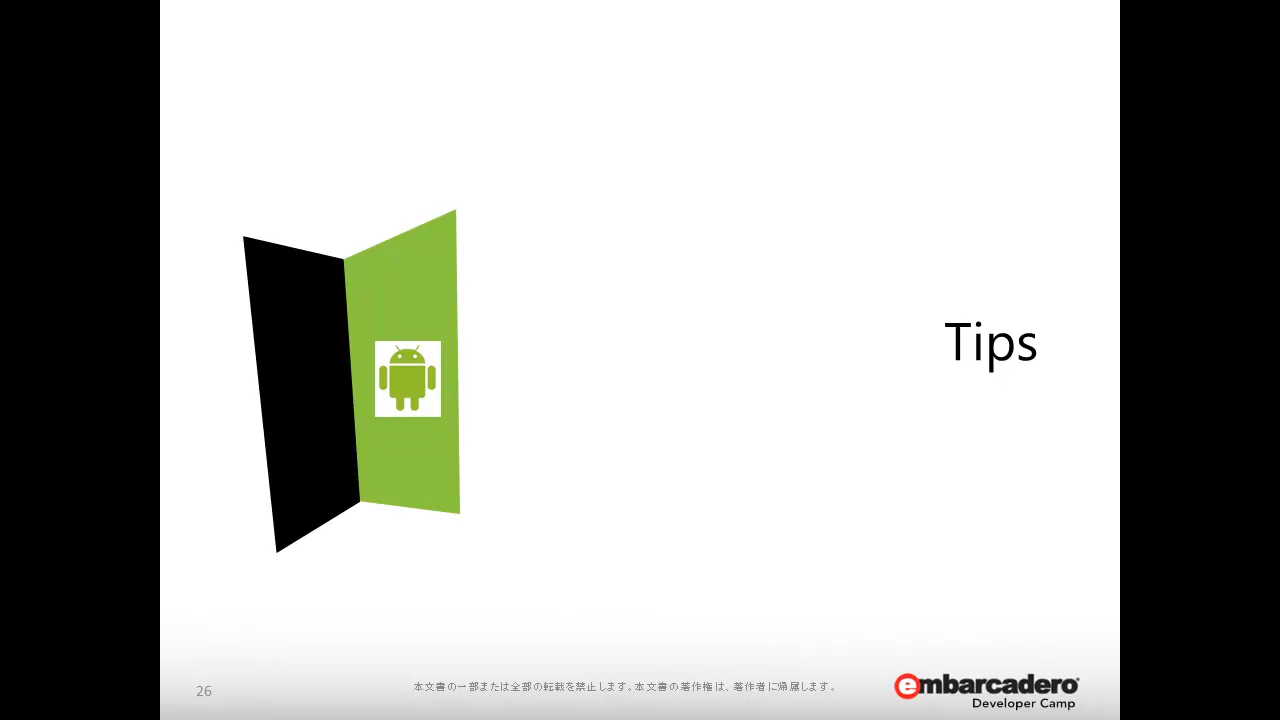 Tips
26
本文書の一部または全部の転載を禁止します。本文書の著作権は、著作者に帰属します。
embarcadero
Developer Camp